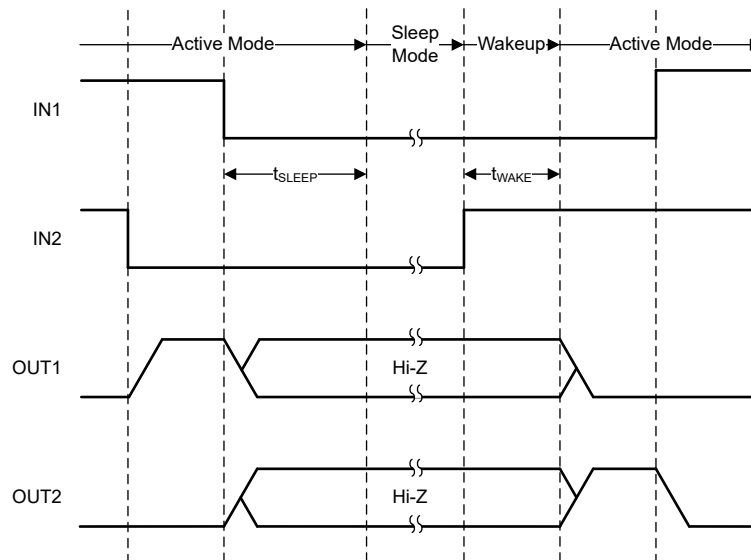 Active Mode
Sleep
Mode
Wakeup
Active Mode
IN1
tSLEEP
tWAKE
IN2
OUT1
Hi-Z
OUT2
Hi-Z